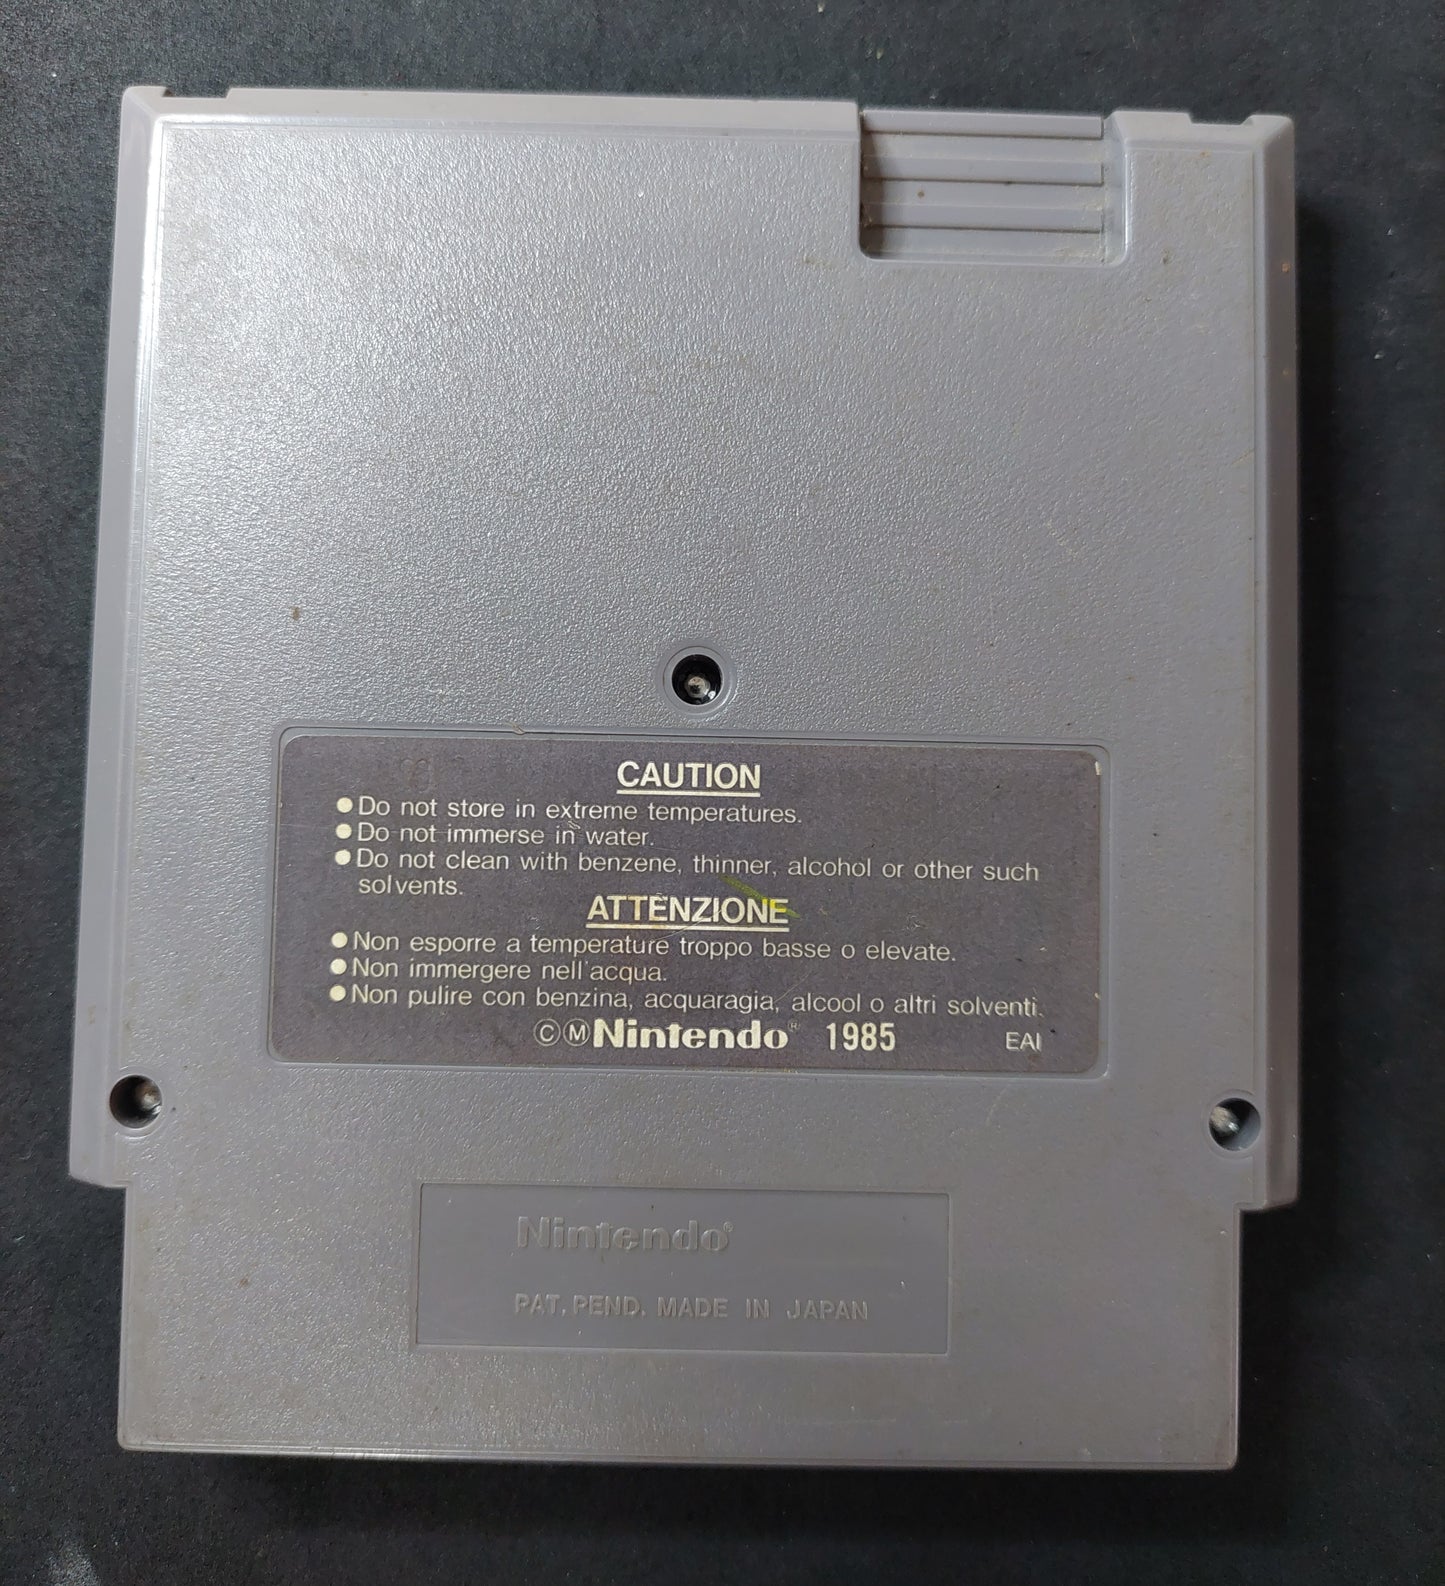 CAUTION
●Do not store in extreme temperatures.
●Do not immerse in water.
●Do not clean with benzene, thinner, alcohol or other such
solvents.
ATTENZIONE
●Non esporre a temperature troppo basse o elevate.
●Non immergere nell'acqua.
●Non pulire con benzina, acquaragia, alcool o altri solventi.
ⒸⓂNintendo® 1985 EAI
Nintendo®
PAT. PEND. MADE IN JAPAN